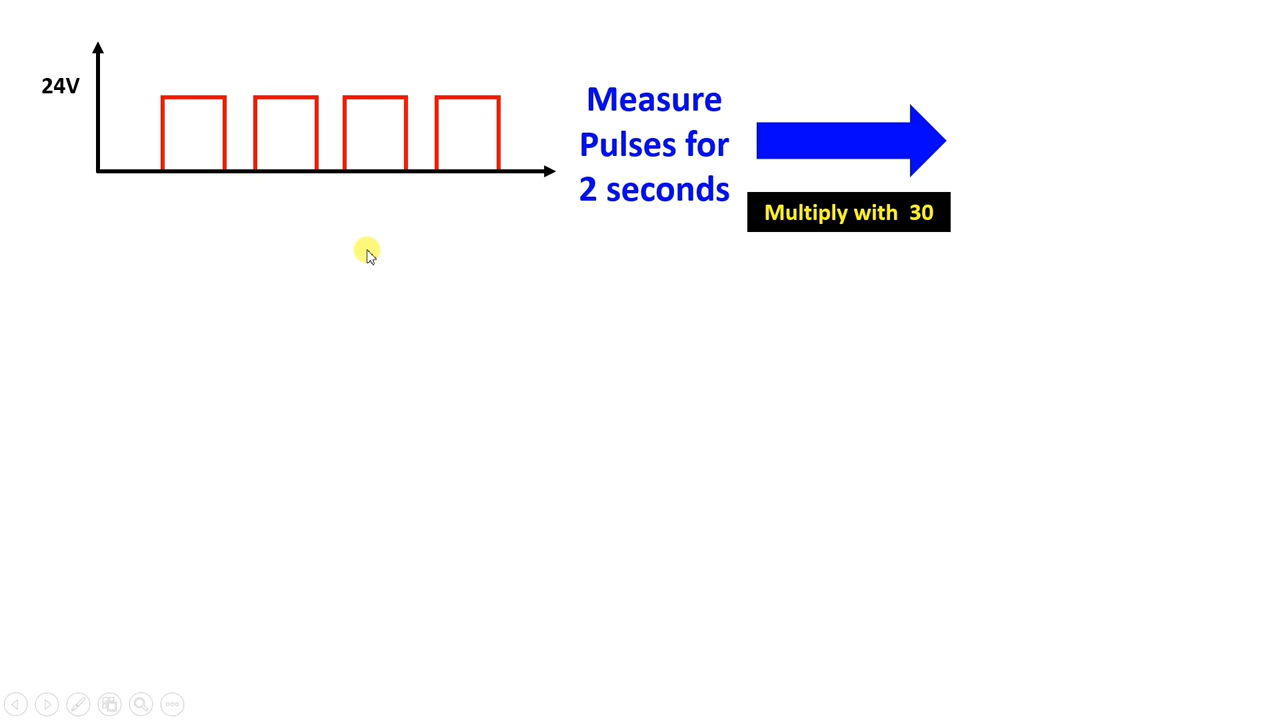 24V
Measure
Pulses for
2 seconds
Multiply with 30